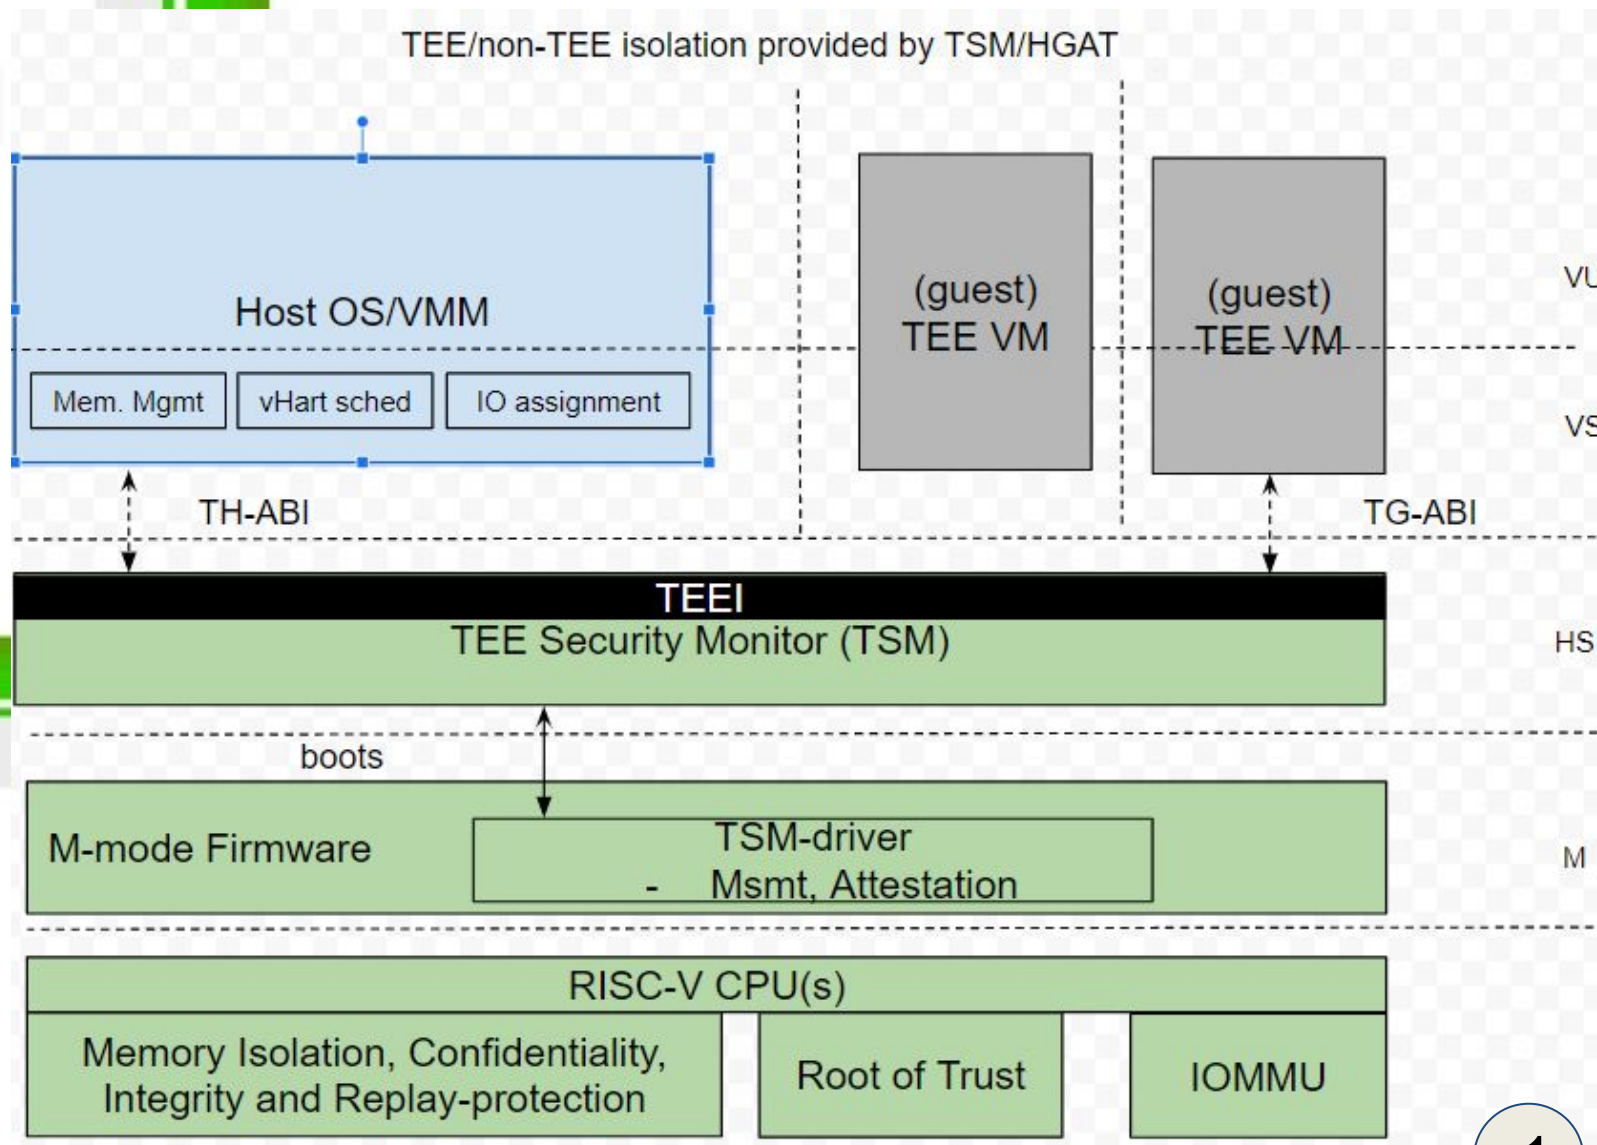 TEE/non-TEE isolation provided by TSM/HGAT
Host OS/VMM
Mem. Mgmt
vHart sched
IO assignment
(guest)
TEE VM
(guest)
TEE VM
VU
VS
TH-ABI
TG-ABI
TEEI
TEE Security Monitor (TSM)
HS
boots
M-mode Firmware
TSM-driver
- Msmt, Attestation
M
RISC-V CPU(s)
Memory Isolation, Confidentiality,
Integrity and Replay-protection
Root of Trust
IOMMU